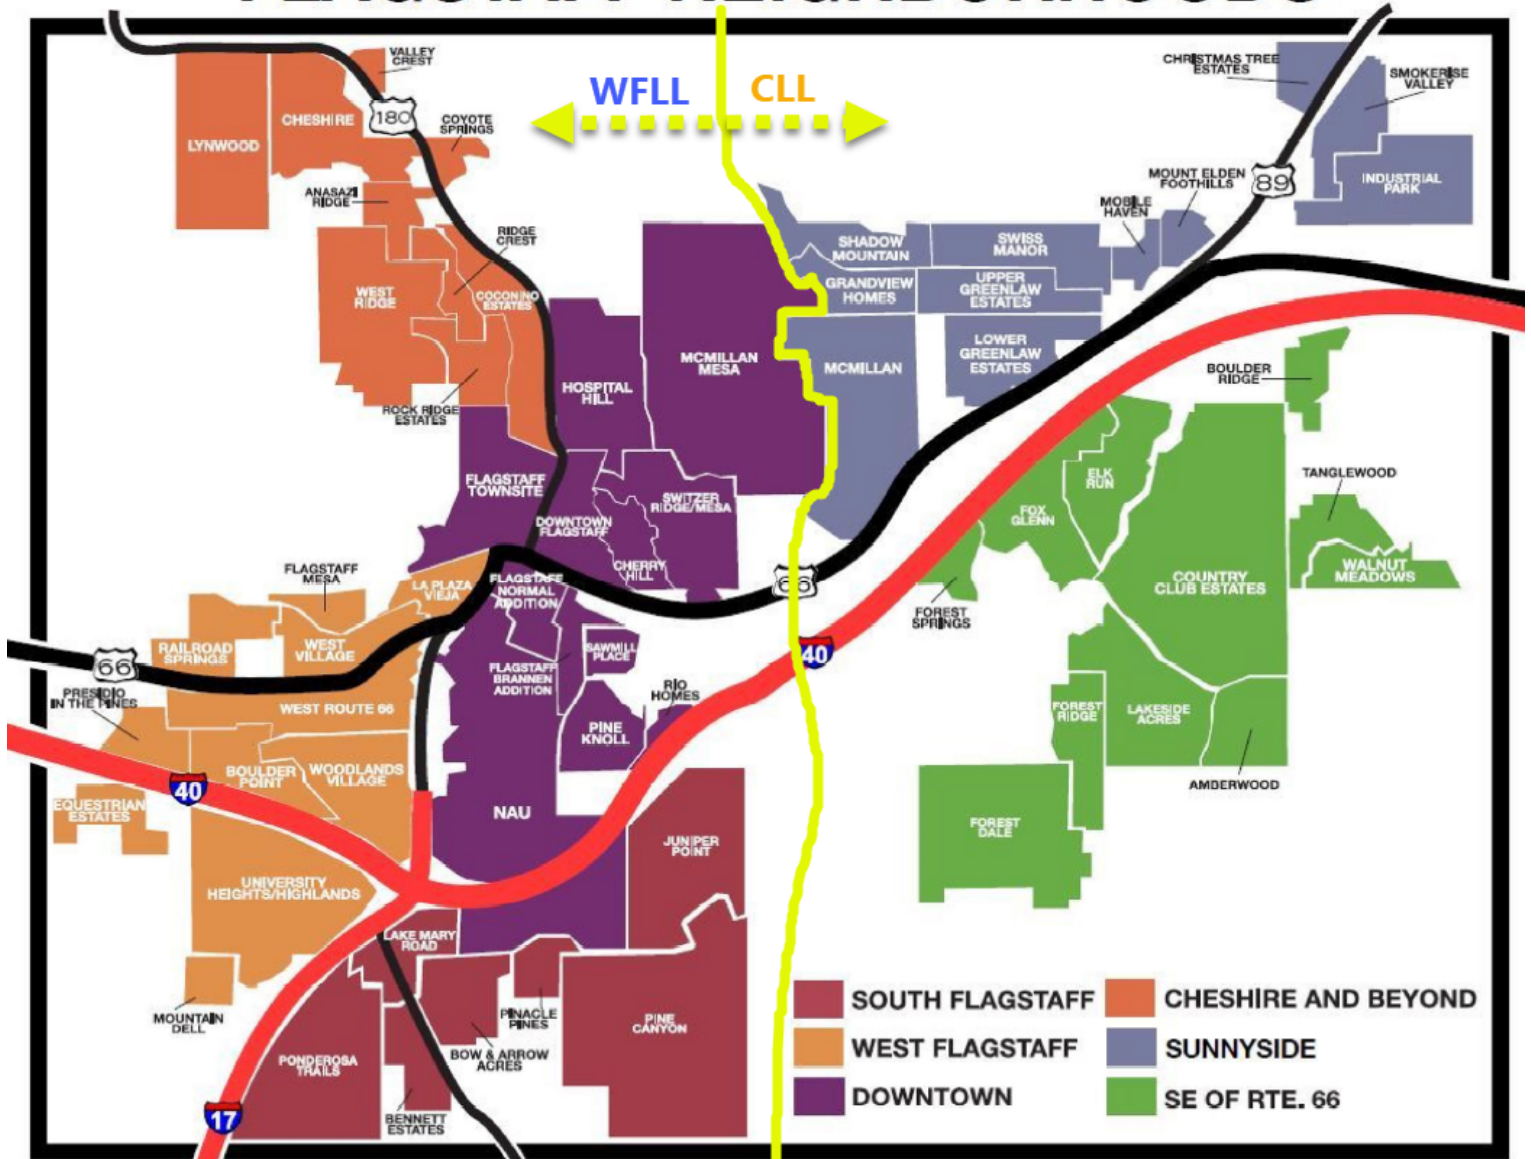 FLAGSTAFF NEIGHBORHOODS
WFLL
CLL
VALLEY
CREST
180
CHESHIRE
COYOTE
SPRINGS
LYNWOOD
ANASAZI
RIDGE
RIDGE
CREST
WEST
RIDGE
COCONINO
ESTATES
ROCK RIDGE
ESTATES
CHRISTMAS TREE
ESTATES
SMOKERISE
VALLEY
MOUNT ELDEN
FOOTHILLS
89
INDUSTRIAL
PARK
MOBILE
HAVEN
SHADOW
MOUNTAIN
SWISS
MANOR
GRANDVIEW
HOMES
UPPER
GREENLAW
ESTATES
LOWER
GREENLAW
ESTATES
MCMILLAN
MCMILLAN
MESA
HOSPITAL
HILL
FLAGSTAFF
TOWNSITE
SWITZER
RIDGE/MESA
DOWNTOWN
FLAGSTAFF
CHERRY
HILL
BOULDER
RIDGE
ELK
RUN
TANGLEWOOD
FOX
GLENN
WALNUT
MEADOWS
COUNTRY
CLUB ESTATES
FOREST
SPRINGS
66
40
FLAGSTAFF
MESA
LA PLAZA
VIEJA
FLAGSTAFF
NORMAL
ADDITION
RAILROAD
SPRINGS
WEST
VILLAGE
66
SAWMILL
PLACE
FLAGSTAFF
BRANNEN
ADDITION
PRESIDIO
IN THE PINES
WEST ROUTE 66
RIO
HOMES
PINE
KNOLL
FOREST
RIDGE
LAKESIDE
ACRES
AMBERWOOD
BOULDER
POINT
WOODLANDS
VILLAGE
40
EQUESTRIAN
ESTATES
NAU
FOREST
DALE
JUNIPER
POINT
UNIVERSITY
HEIGHTS/HIGHLANDS
LAKE MARY
ROAD
MOUNTAIN
DELL
PINACLE
PINES
PINE
CANYON
BOW & ARROW
ACRES
PONDEROSA
TRAILS
BENNETT
ESTATES
17
SOUTH FLAGSTAFF
WEST FLAGSTAFF
DOWNTOWN
CHESHIRE AND BEYOND
SUNNYSIDE
SE OF RTE. 66